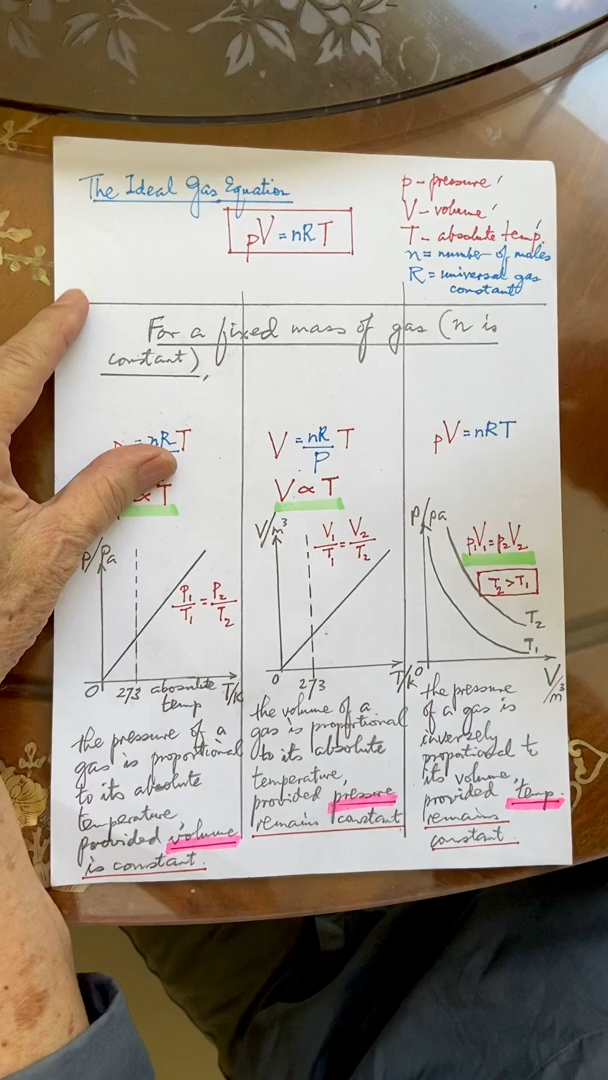 The Ideal Gas Equation
pV = nRT
p - pressure
V - volume
T - absolute temp.
n = number of moles
R = universal gas
constant
For a fixed mass of gas (n is
constant),
= nR T
∝ T
P/Pa
P₁/T₁ = P₂/T₂
0 273 absolute T/K
temp
the pressure of a
gas is proportional
to its absolute
temperature
provided volume
is constant.
V = nR/P T
V ∝ T
V/m³
V₁/T₁ = V₂/T₂
0 273 T/K
the volume of a
gas is proportional
to its absolute
temperature,
provided pressure
remains constant
pV = nRT
P/Pa
p₁V₁ = p₂V₂
T₂ > T₁
T₂
T₁
0 V/m³
the pressure
of a gas is
inversely
proportional to
its volume,
provided temp.
remains
constant.